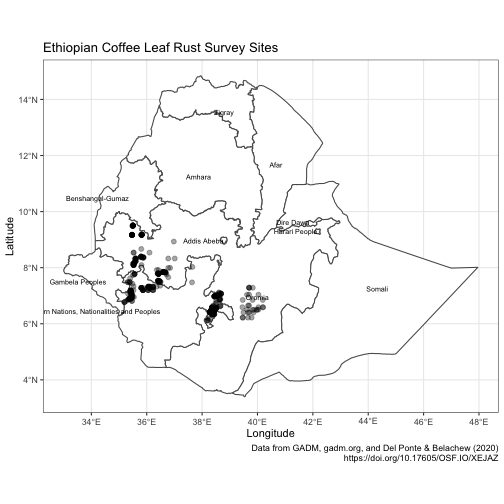 Ethiopian Coffee Leaf Rust Survey Sites
14°N
Tigray
12°N
Afar
Amhara
Benshangul-Gumaz
10°N
Dire Dawa
Harari People
Addis Abeba
8°N
Gambela Peoples
Somali
Oromia
n Nations, Nationalities and Peoples
6°N
4°N
Latitude
34°E 36°E 38°E 40°E 42°E 44°E 46°E 48°E
Longitude
Data from GADM, gadm.org, and Del Ponte & Belachew (2020)
https://doi.org/10.17605/OSF.IO/XEJAZ